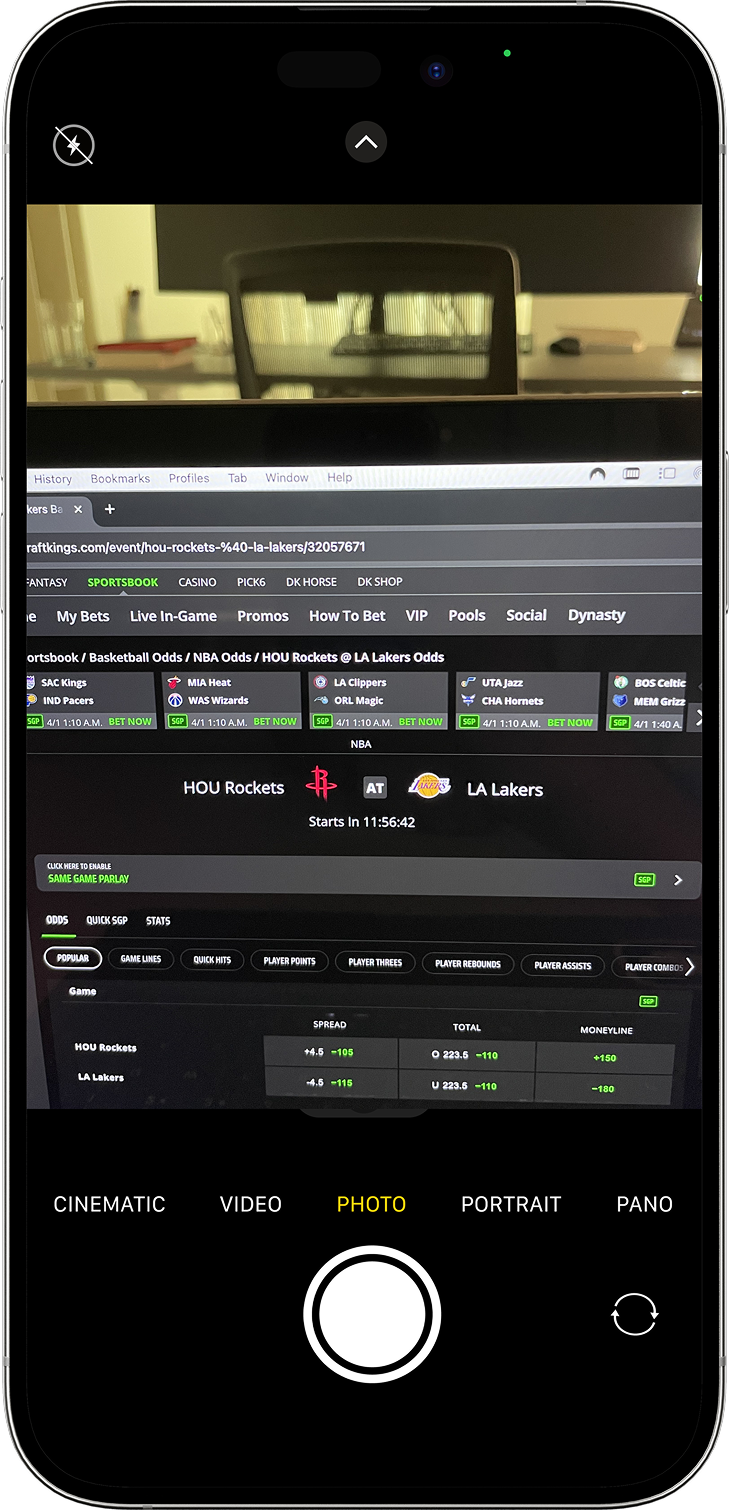 History Bookmarks Profiles Tab Window Help
kers Ba
raftkings.com/event/hou-rockets-%40-la-lakers/32057671
FANTASY SPORTSBOOK CASINO PICK6 DK HORSE DK SHOP
e My Bets Live In-Game Promos How To Bet VIP Pools Social Dynasty
ortsbook / Basketball Odds / NBA Odds / HOU Rockets @ LA Lakers Odds
SAC Kings MIA Heat LA Clippers UTA Jazz BOS Celtic
IND Pacers WAS Wizards ORL Magic CHA Hornets MEM Grizz
SGP 4/1 1:10 A.M. BET NOW SGP 4/1 1:10 A.M. BET NOW SGP 4/1 1:10 A.M. BET NOW SGP 4/1 1:10 A.M. BET NOW SGP 4/1 1:40 A.
NBA
HOU Rockets AT LAKERS LA Lakers
Starts In 11:56:42
CLICK HERE TO ENABLE
SAME GAME PARLAY SGP
ODDS QUICK SGP STATS
POPULAR GAME LINES QUICK HITS PLAYER POINTS PLAYER THREES PLAYER REBOUNDS PLAYER ASSISTS PLAYER COMBOS
Game SGP
SPREAD TOTAL MONEYLINE
HOU Rockets +4.5 −105 O 223.5 −110 +150
LA Lakers -4.5 −115 U 223.5 −110 −180
CINEMATIC VIDEO PHOTO PORTRAIT PANO